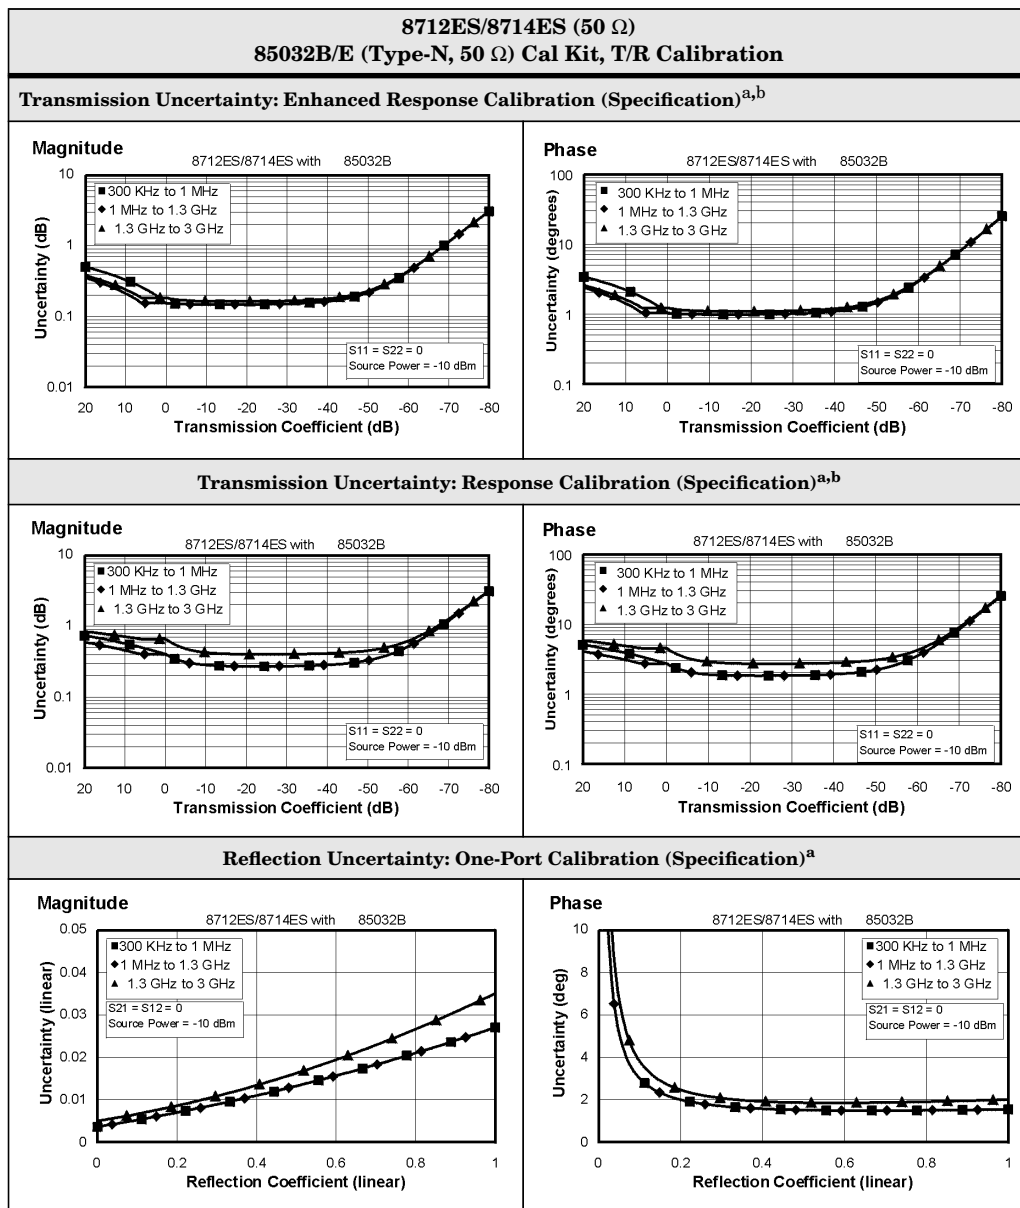 8712ES/8714ES (50 Ω)
85032B/E (Type-N, 50 Ω) Cal Kit, T/R Calibration
Transmission Uncertainty: Enhanced Response Calibration (Specification)a,b
Magnitude
8712ES/8714ES with 85032B
10
1
0.1
0.01
Uncertainty (dB)
300 KHz to 1 MHz
1 MHz to 1.3 GHz
1.3 GHz to 3 GHz
S11 = S22 = 0
Source Power = -10 dBm
20 10 0 -10 -20 -30 -40 -50 -60 -70 -80
Transmission Coefficient (dB)
Phase
8712ES/8714ES with 85032B
100
10
1
0.1
Uncertainty (degrees)
300 KHz to 1 MHz
1 MHz to 1.3 GHz
1.3 GHz to 3 GHz
S11 = S22 = 0
Source Power = -10 dBm
20 10 0 -10 -20 -30 -40 -50 -60 -70 -80
Transmission Coefficient (dB)
Transmission Uncertainty: Response Calibration (Specification)a,b
Magnitude
8712ES/8714ES with 85032B
10
1
0.1
0.01
Uncertainty (dB)
300 KHz to 1 MHz
1 MHz to 1.3 GHz
1.3 GHz to 3 GHz
S11 = S22 = 0
Source Power = -10 dBm
20 10 0 -10 -20 -30 -40 -50 -60 -70 -80
Transmission Coefficient (dB)
Phase
8712ES/8714ES with 85032B
100
10
1
0.1
Uncertainty (degrees)
300 KHz to 1 MHz
1 MHz to 1.3 GHz
1.3 GHz to 3 GHz
S11 = S22 = 0
Source Power = -10 dBm
20 10 0 -10 -20 -30 -40 -50 -60 -70 -80
Transmission Coefficient (dB)
Reflection Uncertainty: One-Port Calibration (Specification)a
Magnitude
8712ES/8714ES with 85032B
0.05
0.04
0.03
0.02
0.01
0
Uncertainty (linear)
300 KHz to 1 MHz
1 MHz to 1.3 GHz
1.3 GHz to 3 GHz
S21 = S12 = 0
Source Power = -10 dBm
0 0.2 0.4 0.6 0.8 1
Reflection Coefficient (linear)
Phase
8712ES/8714ES with 85032B
10
8
6
4
2
0
Uncertainty (deg)
300 KHz to 1 MHz
1 MHz to 1.3 GHz
1.3 GHz to 3 GHz
S21 = S12 = 0
Source Power = -10 dBm
0 0.2 0.4 0.6 0.8 1
Reflection Coefficient (linear)